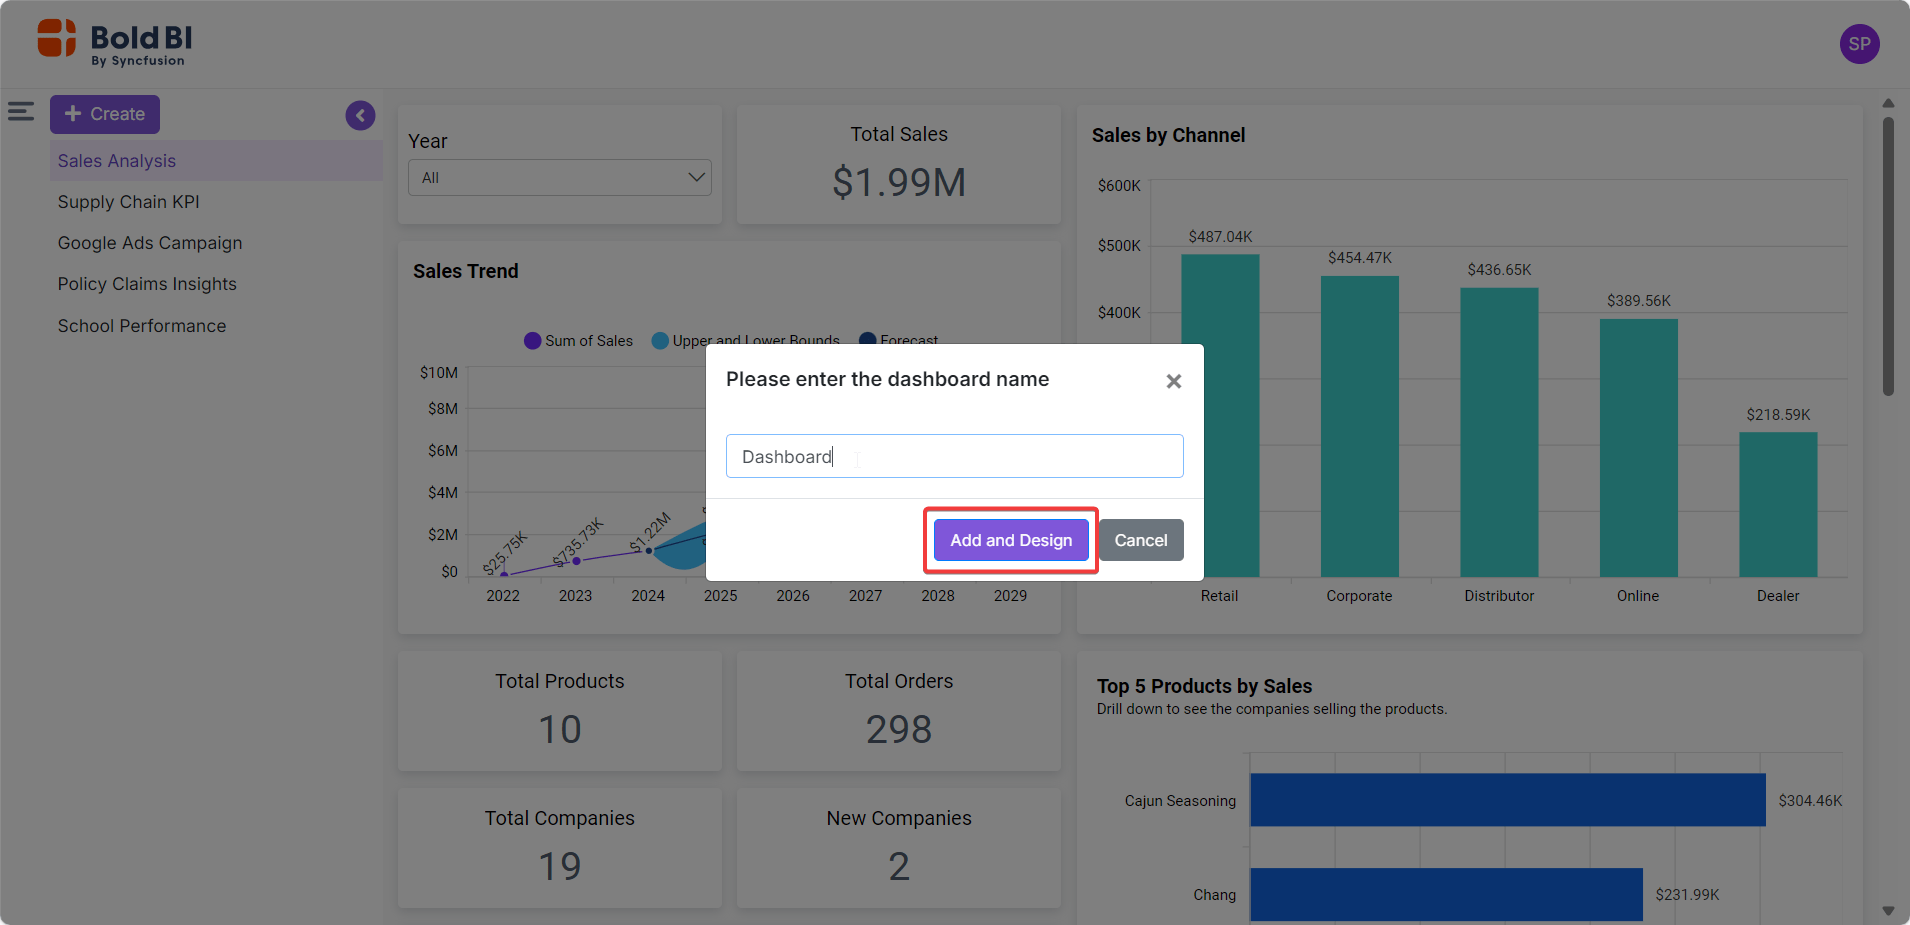 Bold BI
By Syncfusion
SP
Create
Sales Analysis
Supply Chain KPI
Google Ads Campaign
Policy Claims Insights
School Performance
Year
All
Total Sales
$1.99M
Sales by Channel
$600K
$500K
$400K
$487.04K
$454.47K
$436.65K
$389.56K
$218.59K
Retail
Corporate
Distributor
Online
Dealer
Sales Trend
Sum of Sales
Upper and Lower Bounds
Forecast
$10M
$8M
$6M
$4M
$2M
$0
$25.75K
$735.73K
$1.22M
2022
2023
2024
2025
2026
2027
2028
2029
Please enter the dashboard name
Dashboard
Add and Design
Cancel
Total Products
10
Total Orders
298
Total Companies
19
New Companies
2
Top 5 Products by Sales
Drill down to see the companies selling the products.
Cajun Seasoning
$304.46K
Chang
$231.99K